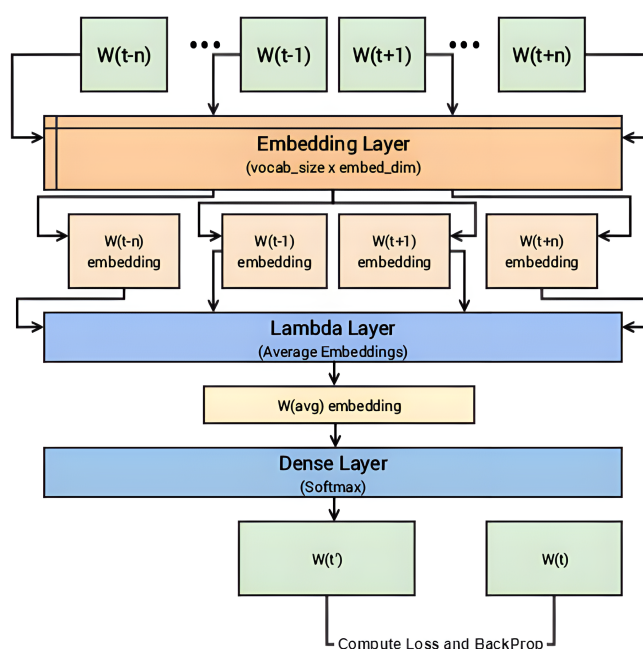 W(t-n) ••• W(t-1) W(t+1) ••• W(t+n)
Embedding Layer
(vocab_size x embed_dim)
W(t-n) W(t-1) W(t+1) W(t+n)
embedding embedding embedding embedding
Lambda Layer
(Average Embeddings)
W(avg) embedding
Dense Layer
(Softmax)
W(t') W(t)
Compute Loss and BackProp